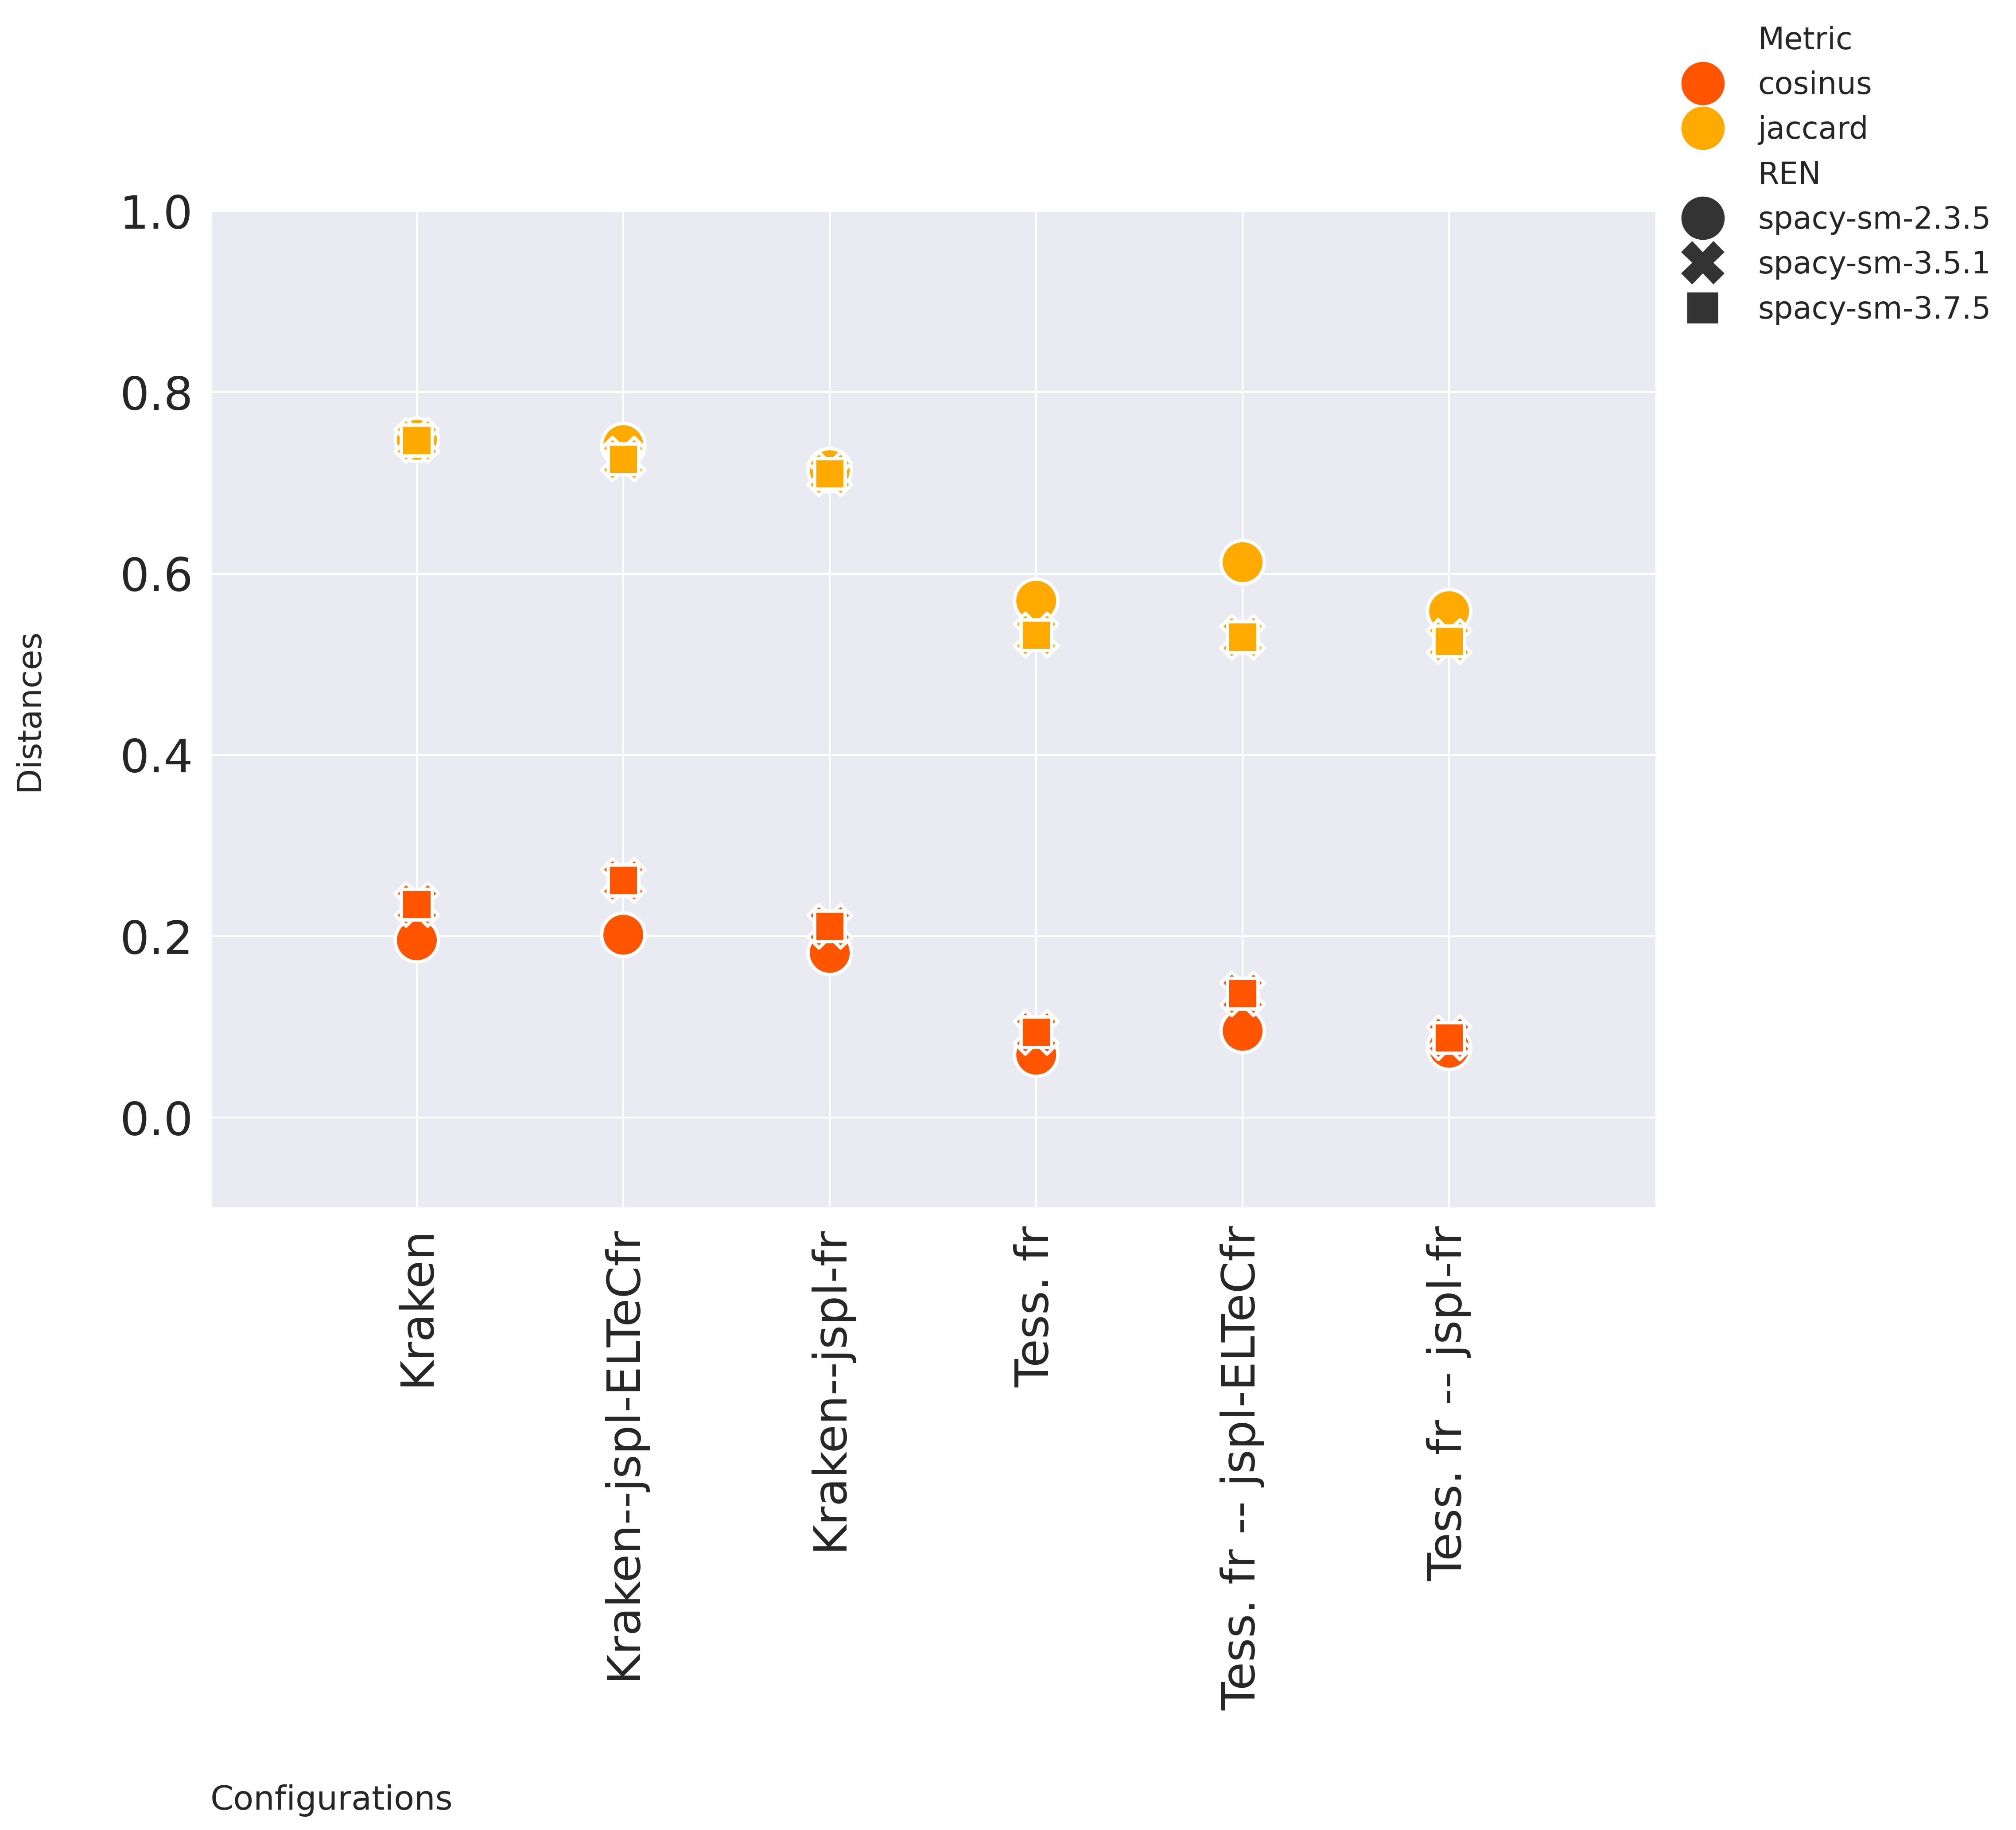 Metric
cosinus
jaccard
REN
spacy-sm-2.3.5
spacy-sm-3.5.1
spacy-sm-3.7.5
1.0
0.8
0.6
0.4
0.2
0.0
Distances
Kraken
Kraken--jspl-ELTeCfr
Kraken--jspl-fr
Tess. fr
Tess. fr -- jspl-ELTeCfr
Tess. fr -- jspl-fr
Configurations